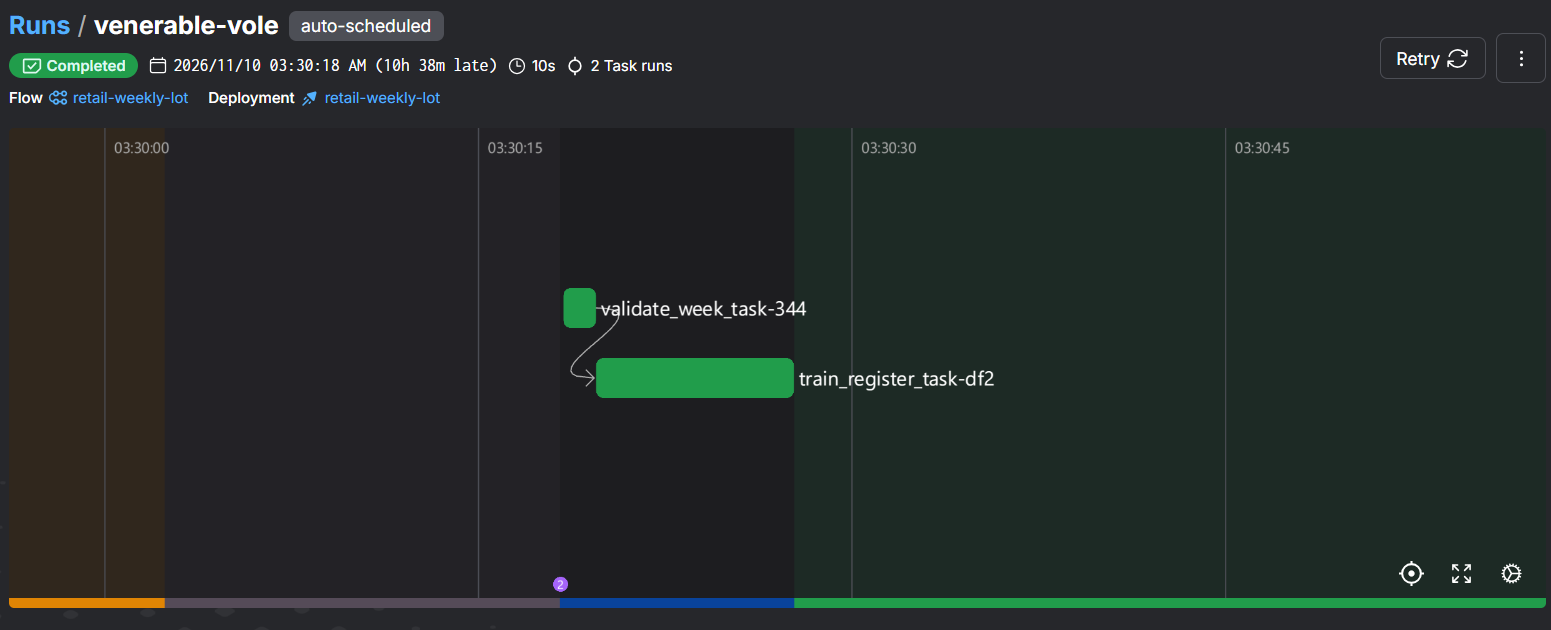 Runs / venerable-vole auto-scheduled
Completed 2026/11/10 03:30:18 AM (10h 38m late) 10s 2 Task runs
Retry
Flow retail-weekly-lot Deployment retail-weekly-lot
03:30:00 03:30:15 03:30:30 03:30:45
validate_week_task-344
train_register_task-df2
2